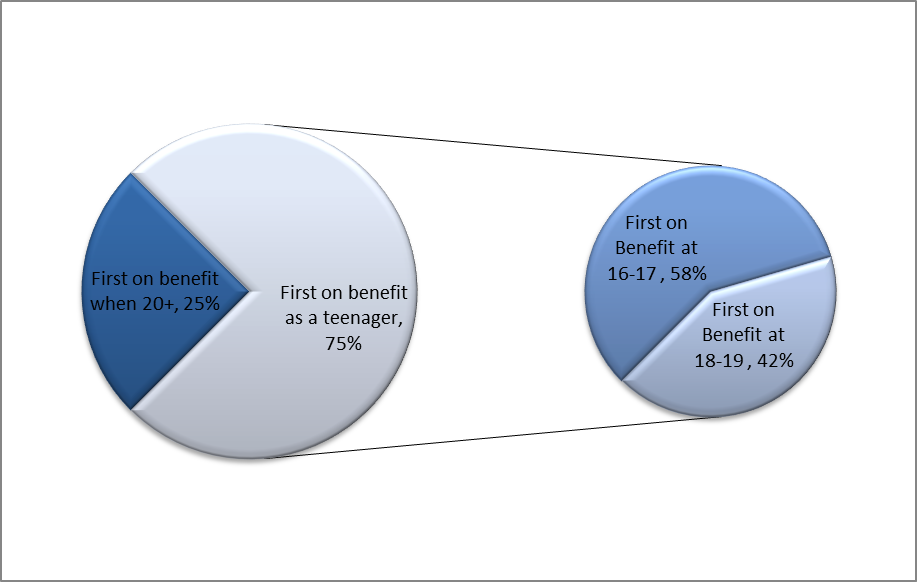 First on benefit
when 20+, 25%
First on benefit
as a teenager,
75%
First on
Benefit at
16-17 , 58%
First on
Benefit at
18-19 , 42%